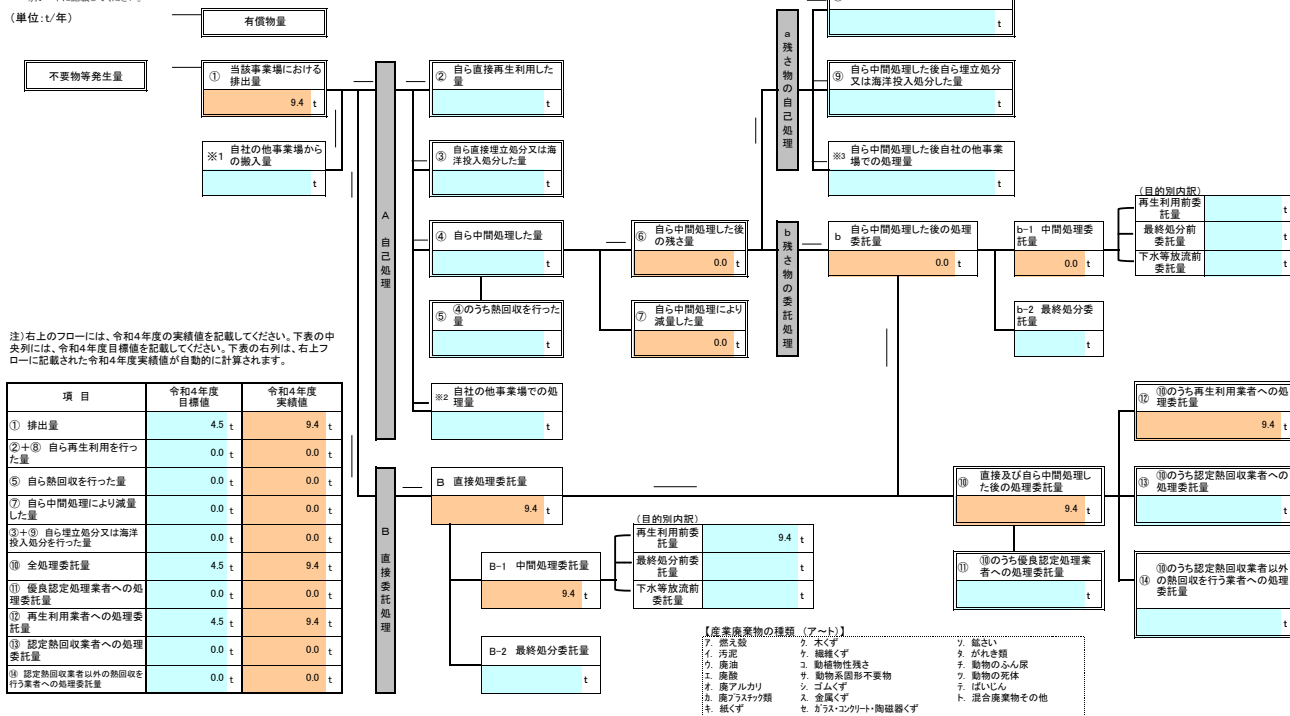 (単位:t/年)
有償物量
不要物等発生量
① 当該事業場における
排出量
9.4 t
※1 自社の他事業場から
の搬入量
t
A
自
己
処
理
② 自ら直接再生利用した
量
t
③ 自ら直接埋立処分又は海
洋投入処分した量
t
④ 自ら中間処理した量
t
⑤ ④のうち熱回収を行った
量
t
※2 自社の他事業場での処
理量
t
⑥ 自ら中間処理した後
の残さ量
0.0 t
⑦ 自ら中間処理により
減量した量
0.0 t
a
残
さ
物
の
自
己
処
理
t
⑨ 自ら中間処理した後自ら埋立処分
又は海洋投入処分した量
t
※3 自ら中間処理した後自社の他事業
場での処理量
t
b
残
さ
物
の
委
託
処
理
b 自ら中間処理した後の処理
委託量
0.0 t
b-1 中間処理委
託量
0.0 t
(目的別内訳)
再生利用前委
託量 t
最終処分前
委託量 t
下水等放流前
委託量 t
b-2 最終処分委
託量
t
注)右上のフローには、令和4年度の実績値を記載してください。下表の中
央列には、令和4年度目標値を記載してください。下表の右列は、右上フ
ローに記載された令和4年度実績値が自動的に計算されます。
項 目 令和4年度
目標値 令和4年度
実績値
① 排出量 4.5 t 9.4 t
②+⑧ 自ら再生利用を行っ
た量 0.0 t 0.0 t
⑤ 自ら熱回収を行った量 0.0 t 0.0 t
⑦ 自ら中間処理により減量
した量 0.0 t 0.0 t
③+⑨ 自ら埋立処分又は海洋
投入処分を行った量 0.0 t 0.0 t
⑩ 全処理委託量 4.5 t 9.4 t
⑪ 優良認定処理業者への処
理委託量 0.0 t 0.0 t
⑫ 再生利用業者への処理委
託量 4.5 t 9.4 t
⑬ 認定熱回収業者への処理
委託量 0.0 t 0.0 t
⑭ 認定熱回収業者以外の熱回収を
行う業者への処理委託量 0.0 t 0.0 t
B
直
接
委
託
処
理
B 直接処理委託量
9.4 t
B-1 中間処理委託量
9.4 t
(目的別内訳)
再生利用前委
託量 9.4 t
最終処分前委
託量 t
下水等放流前
委託量 t
B-2 最終処分委託量
t
⑩ 直接及び自ら中間処理し
た後の処理委託量
9.4 t
⑪ ⑩のうち優良認定処理業
者への処理委託量
t
⑫ ⑩のうち再生利用業者への処
理委託量
9.4 t
⑬ ⑩のうち認定熱回収業者への
処理委託量
t
⑭ ⑩のうち認定熱回収業者以外
の熱回収を行う業者への処理
委託量
t
【産業廃棄物の種類 (ア~ト)】
ア. 燃え殻 ク. 木くず ソ. 鉱さい
イ. 汚泥 ケ. 繊維くず タ. がれき類
ウ. 廃油 コ. 動植物性残さ チ. 動物のふん尿
エ. 廃酸 サ. 動物系固形不要物 ツ. 動物の死体
オ. 廃アルカリ シ. ゴムくず テ. ばいじん
カ. 廃プラスチック類 ス. 金属くず ト. 混合廃棄物その他
キ. 紙くず セ. ガラス・コンクリート・陶磁器くず